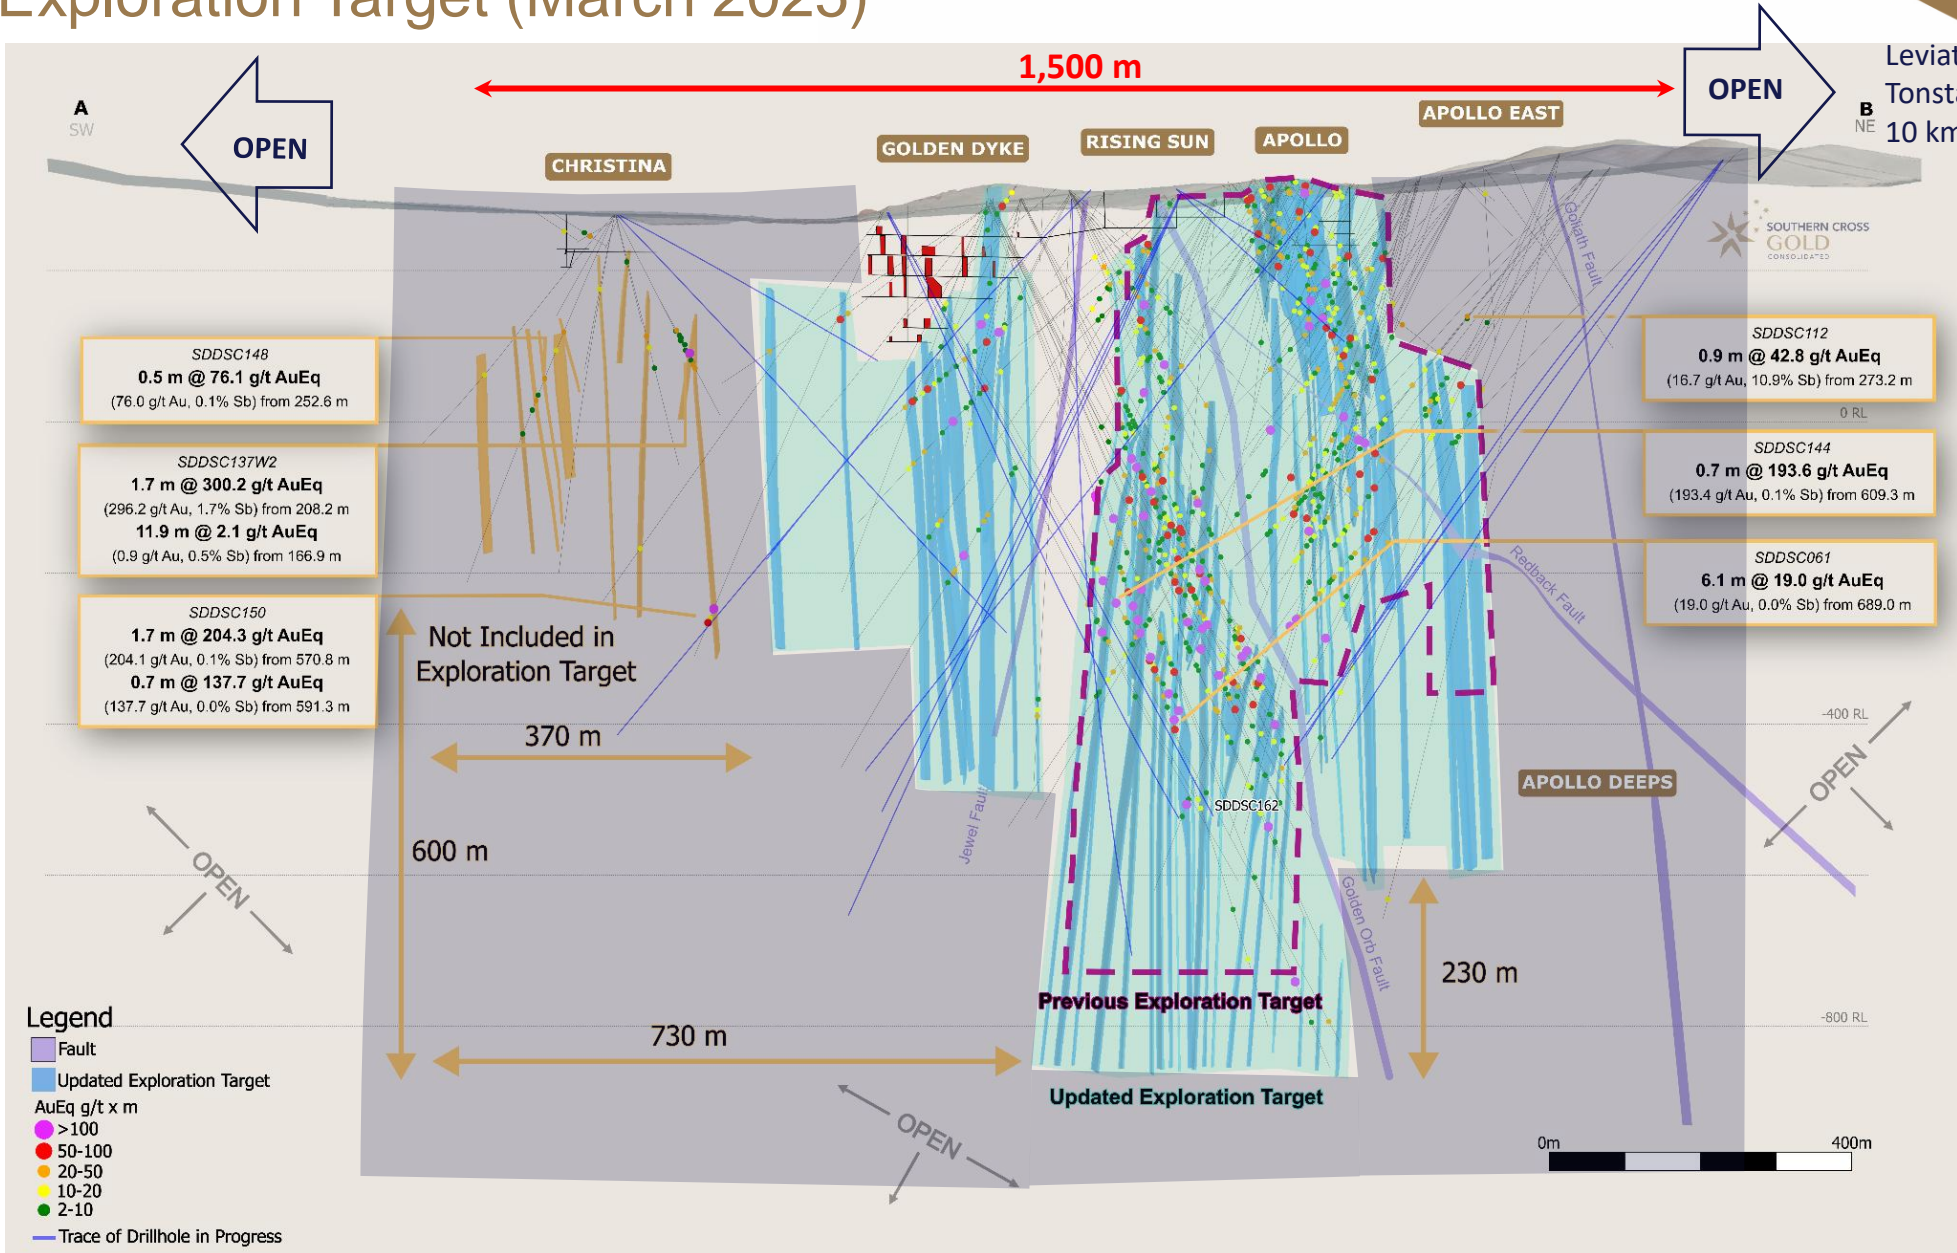 Exploration Target (March 2025)
1,500 m
OPEN
OPEN
A
SW
B
NE
10 km
CHRISTINA
GOLDEN DYKE
RISING SUN
APOLLO
APOLLO EAST
SOUTHERN CROSS
GOLD
CONSOLIDATED
Goliath Fault
SDDSC148
0.5 m @ 76.1 g/t AuEq
(76.0 g/t Au, 0.1% Sb) from 252.6 m
SDDSC137W2
1.7 m @ 300.2 g/t AuEq
(296.2 g/t Au, 1.7% Sb) from 208.2 m
11.9 m @ 2.1 g/t AuEq
(0.9 g/t Au, 0.5% Sb) from 166.9 m
SDDSC150
1.7 m @ 204.3 g/t AuEq
(204.1 g/t Au, 0.1% Sb) from 570.8 m
0.7 m @ 137.7 g/t AuEq
(137.7 g/t Au, 0.0% Sb) from 591.3 m
SDDSC112
0.9 m @ 42.8 g/t AuEq
(16.7 g/t Au, 10.9% Sb) from 273.2 m
0 RL
SDDSC144
0.7 m @ 193.6 g/t AuEq
(193.4 g/t Au, 0.1% Sb) from 609.3 m
SDDSC061
6.1 m @ 19.0 g/t AuEq
(19.0 g/t Au, 0.0% Sb) from 689.0 m
Redback Fault
Not Included in
Exploration Target
370 m
-400 RL
APOLLO DEEPS
OPEN
SDDSC162
Jewel Fault
600 m
OPEN
Golden Orb Fault
230 m
Previous Exploration Target
-800 RL
730 m
Updated Exploration Target
OPEN
0m
400m
Legend
Fault
Updated Exploration Target
AuEq g/t x m
>100
50-100
20-50
10-20
2-10
Trace of Drillhole in Progress